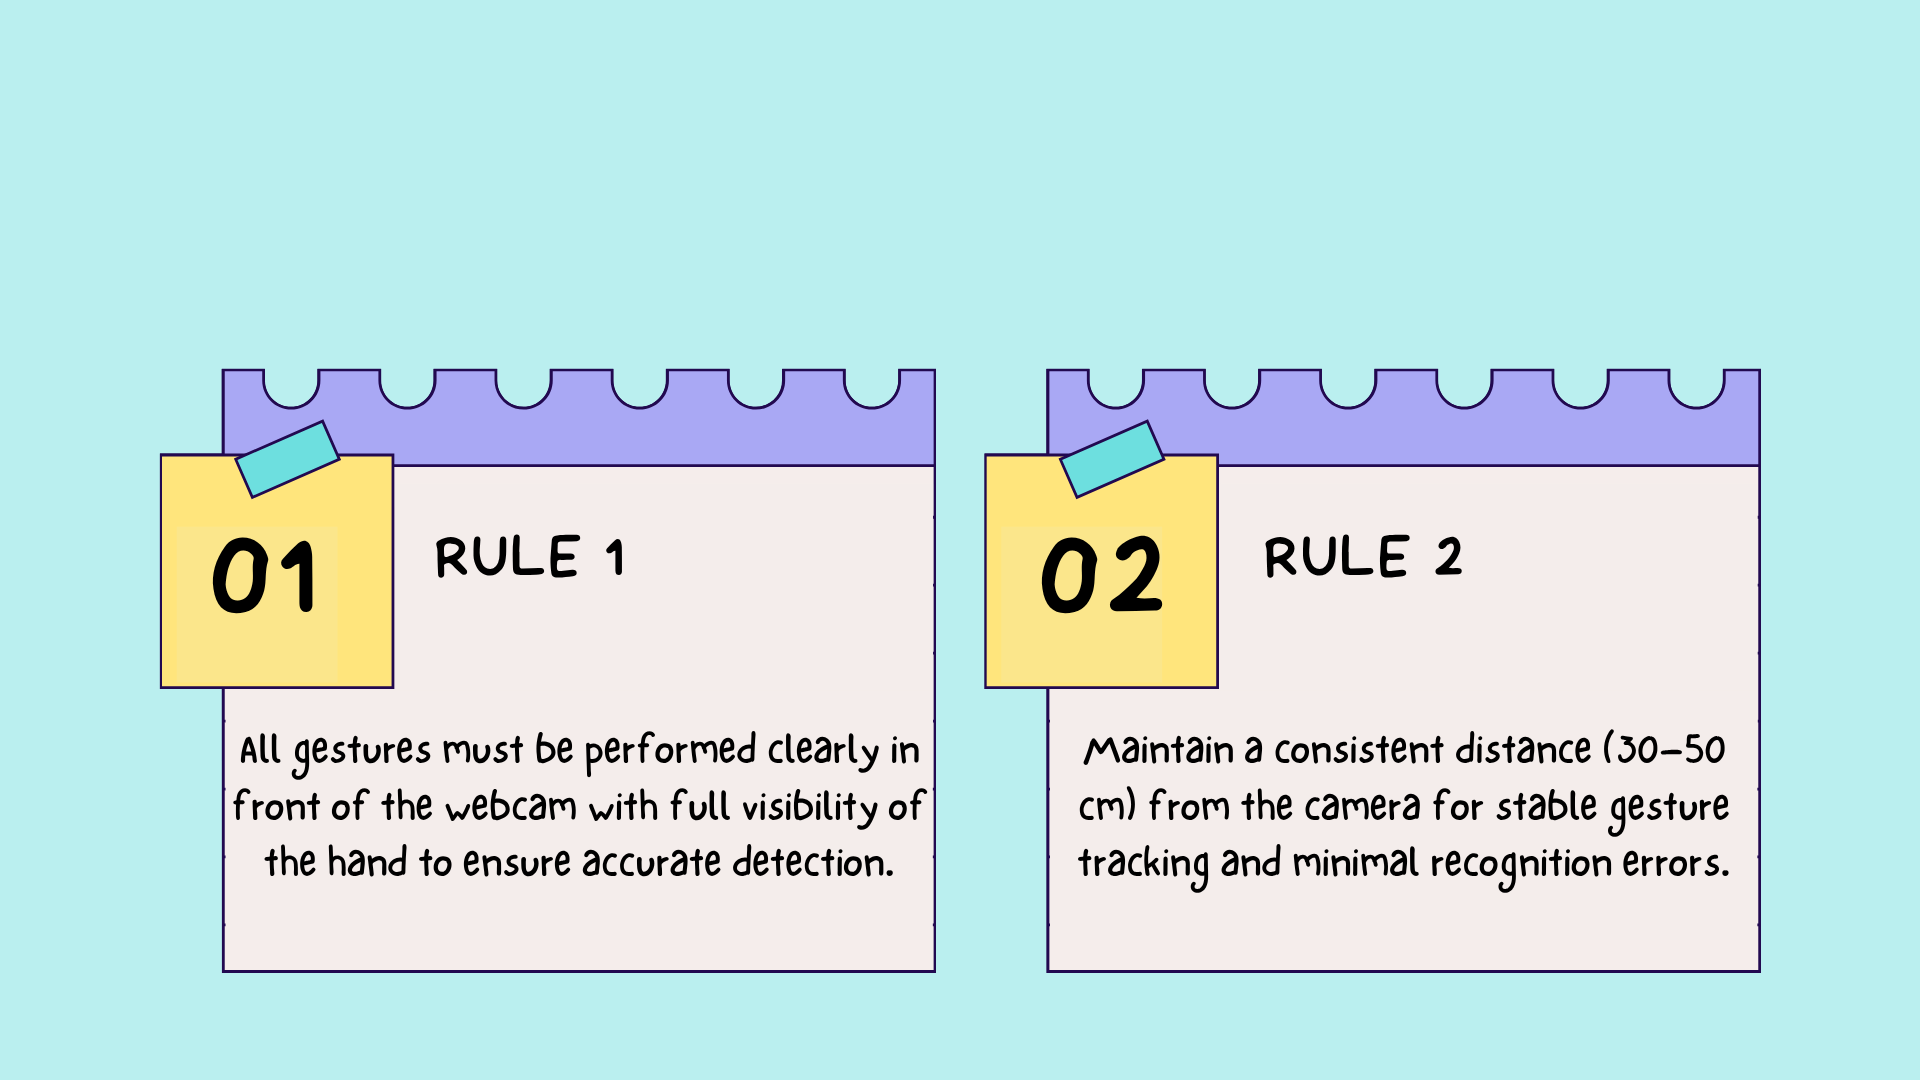 01
RULE 1
All gestures must be performed clearly in
front of the webcam with full visibility of
the hand to ensure accurate detection.
02
RULE 2
Maintain a consistent distance (30–50
cm) from the camera for stable gesture
tracking and minimal recognition errors.